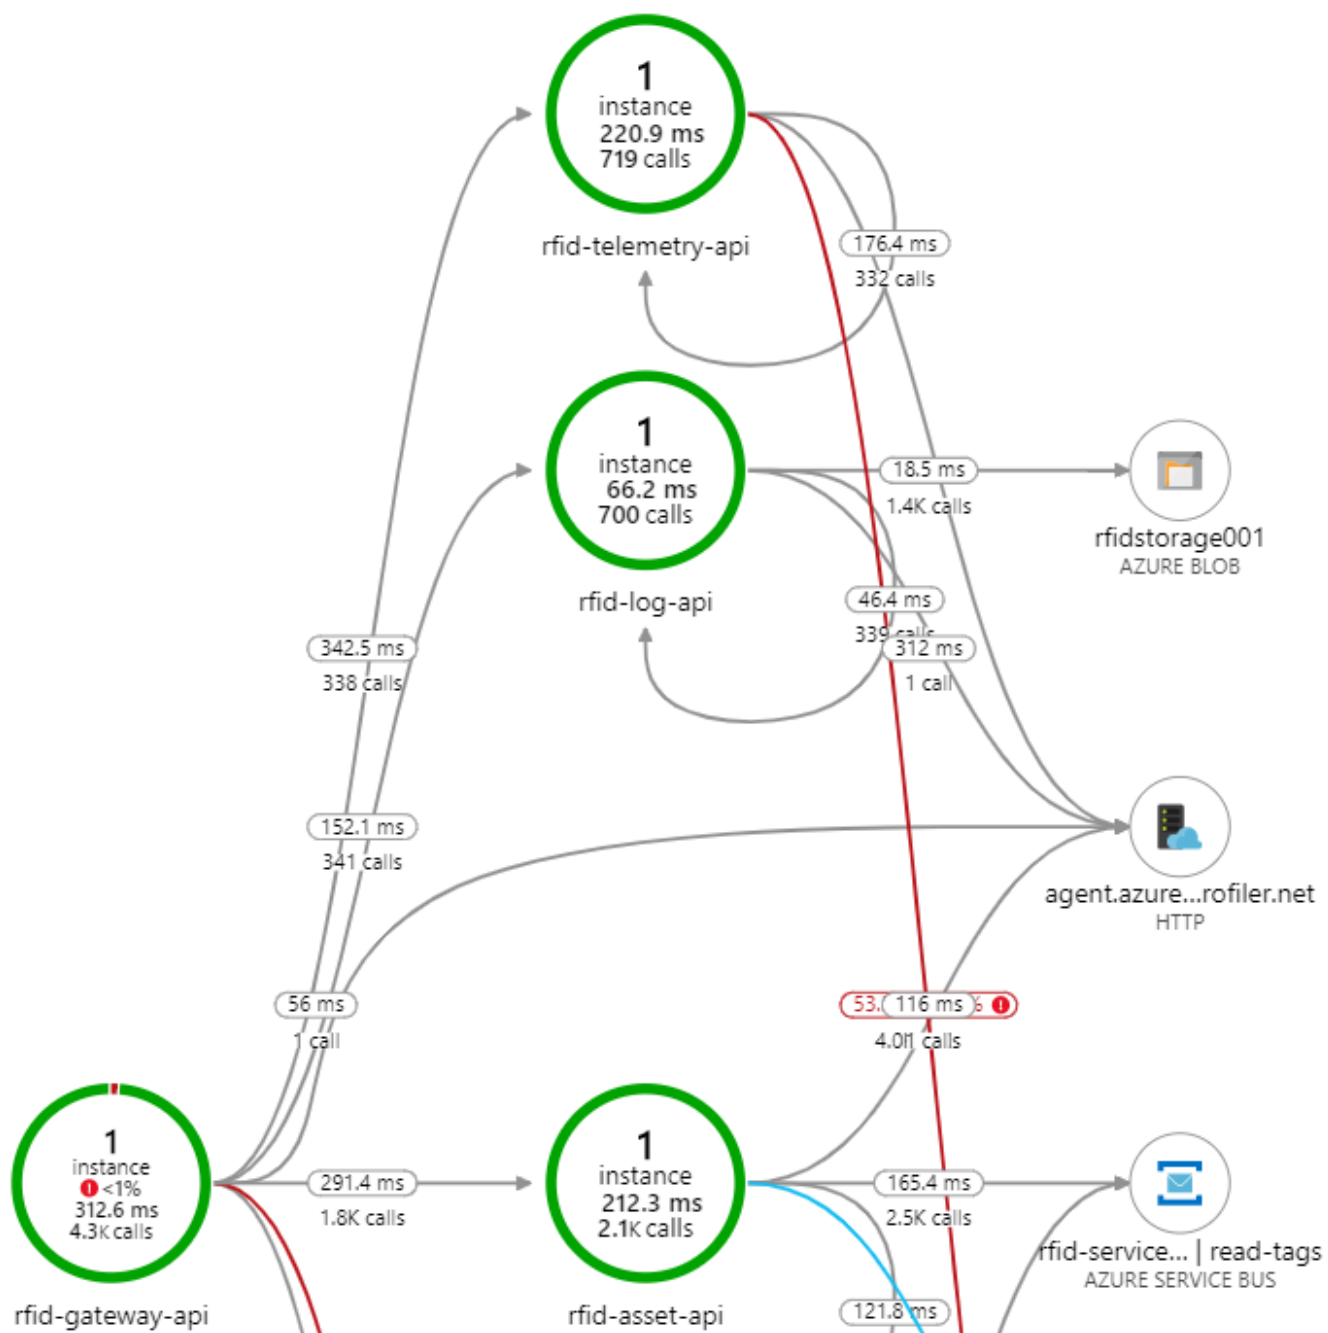 1
instance
220.9 ms
719 calls
rfid-telemetry-api
176.4 ms
332 calls
1
instance
66.2 ms
700 calls
rfid-log-api
18.5 ms
1.4K calls
rfidstorage001
AZURE BLOB
46.4 ms
339 calls
312 ms
1 call
342.5 ms
338 calls
152.1 ms
341 calls
agent.azure...rofiler.net
HTTP
56 ms
1 call
53.
116 ms
%
calls
1
instance
<1%
312.6 ms
4.3K calls
rfid-gateway-api
291.4 ms
1.8K calls
1
instance
212.3 ms
2.1K calls
rfid-asset-api
165.4 ms
2.5K calls
rfid-service... | read-tags
AZURE SERVICE BUS
121.8 ms